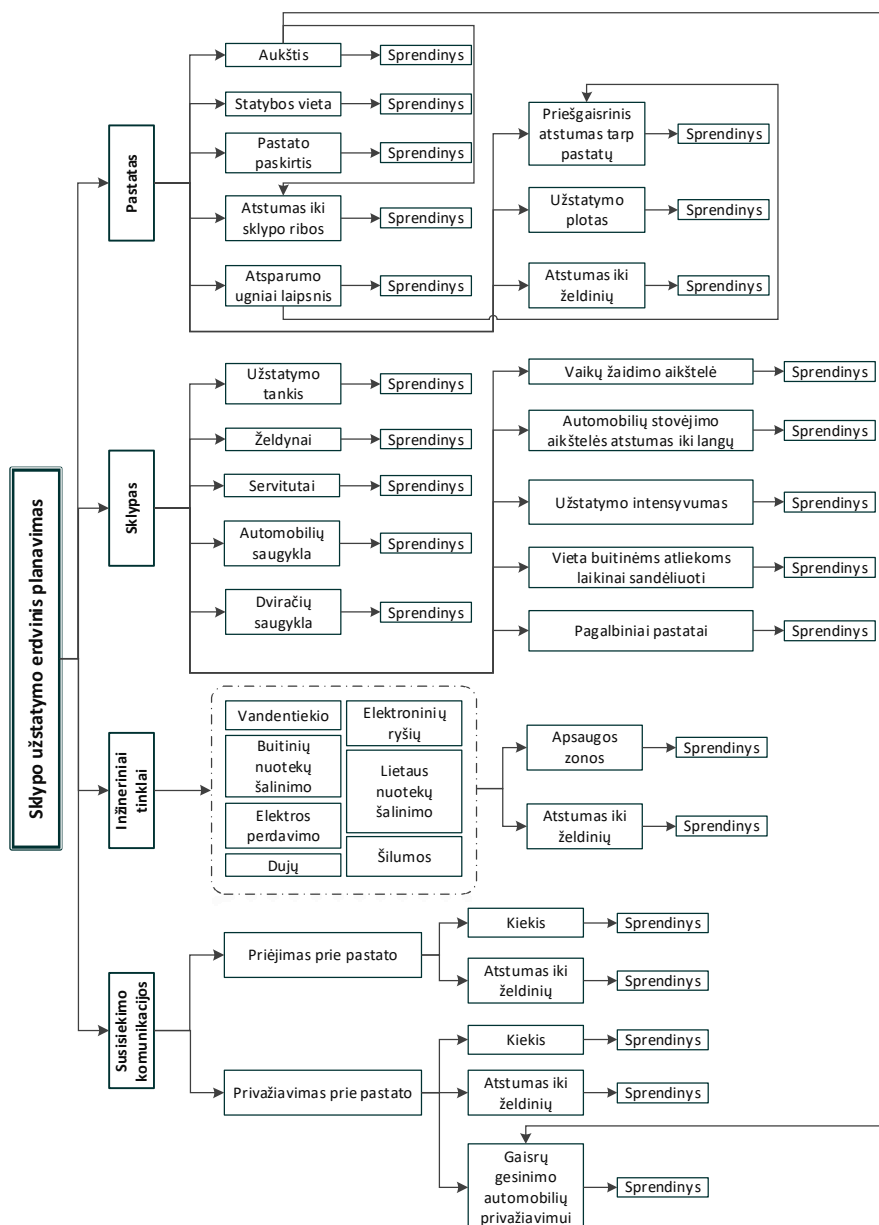 Sklypo užstatymo erdvinis planavimas
Pastatas
Aukštis
Sprendinys
Statybos vieta
Sprendinys
Pastato
paskirtis
Sprendinys
Atstumas iki
sklypo ribos
Sprendinys
Atsparumo
ugniai laipsnis
Sprendinys
Priešgaisrinis
atstumas tarp
pastatų
Sprendinys
Užstatymo
plotas
Sprendinys
Atstumas iki
želdinių
Sprendinys
Sklypas
Užstatymo
tankis
Sprendinys
Želdynai
Sprendinys
Servitutai
Sprendinys
Automobilių
saugykla
Sprendinys
Dviračių
saugykla
Sprendinys
Vaikų žaidimo aikštelė
Sprendinys
Automobilių stovėjimo
aikštelės atstumas iki langų
Sprendinys
Užstatymo intensyvumas
Sprendinys
Vieta buitinėms atliekoms
laikinai sandėliuoti
Sprendinys
Pagalbiniai pastatai
Sprendinys
Inžineriniai
tinklai
Vandentiekio
Buitinių
nuotekų
šalinimo
Elektros
perdavimo
Dujų
Elektroninių
ryšių
Lietaus
nuotekų
šalinimo
Šilumos
Apsaugos
zonos
Sprendinys
Atstumas iki
želdinių
Sprendinys
Susisiekimo
komunikacijos
Priėjimas prie pastato
Kiekis
Sprendinys
Atstumas iki
želdinių
Sprendinys
Privažiavimas prie pastato
Kiekis
Sprendinys
Atstumas iki
želdinių
Sprendinys
Gaisrų
gesinimo
automobilių
privažiavimui
Sprendinys